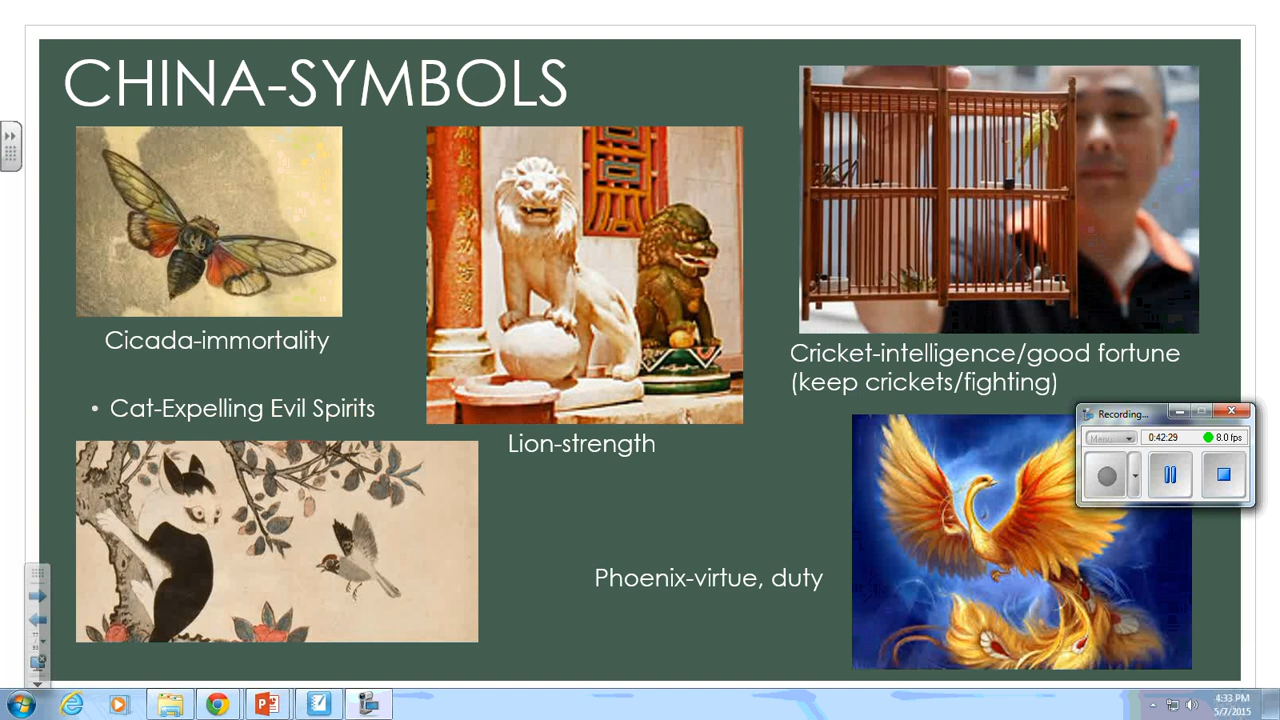 CHINA-SYMBOLS
Cicada-immortality
• Cat-Expelling Evil Spirits
Lion-strength
Cricket-intelligence/good fortune
(keep crickets/fighting)
Phoenix-virtue, duty
Recording...
Menu
0:42:29
8.0 fps
4:33 PM
5/7/2015